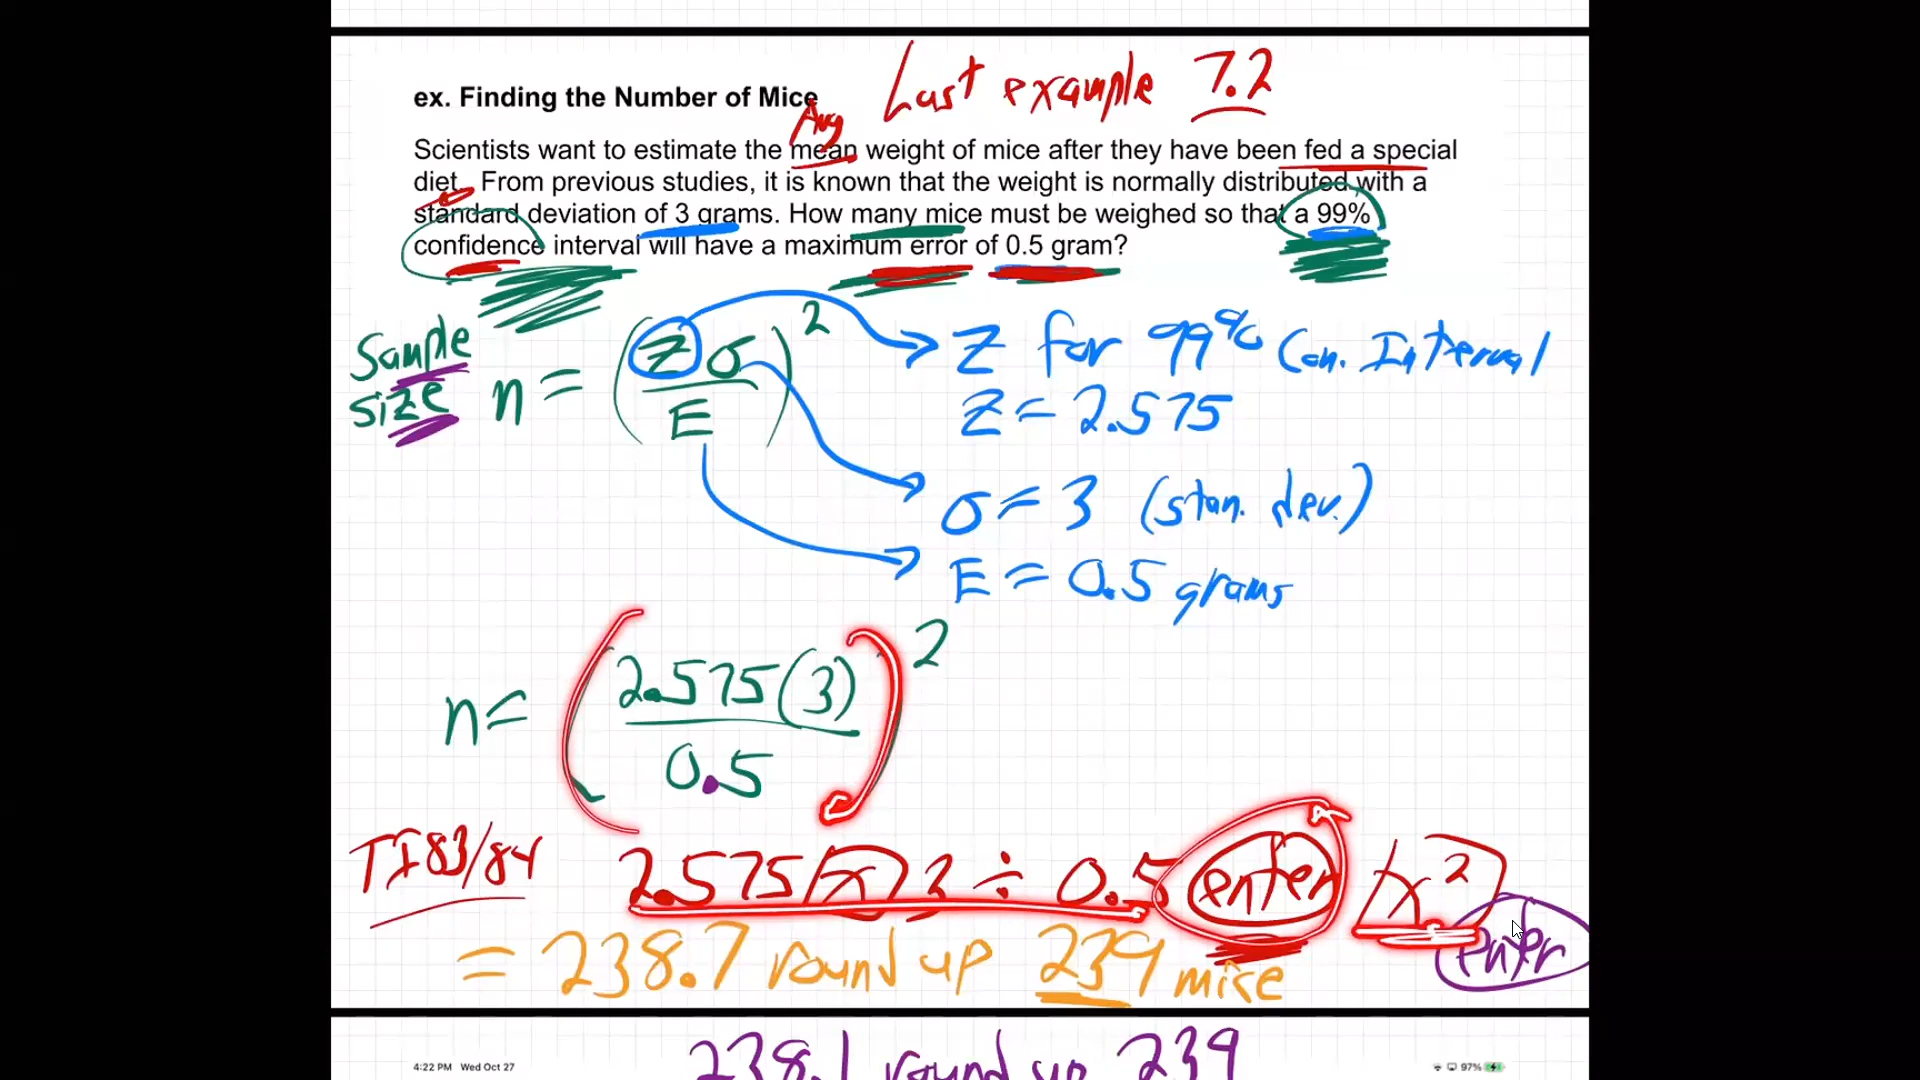 ex. Finding the Number of Mice
Last example 7.2
Avg
Scientists want to estimate the mean weight of mice after they have been fed a special
diet. From previous studies, it is known that the weight is normally distributed with a
standard deviation of 3 grams. How many mice must be weighed so that a 99%
confidence interval will have a maximum error of 0.5 gram?
Sample
size n = (Zσ/E)²
Z for 99% Con. Interval
Z = 2.575
σ = 3 (stan. dev.)
E = 0.5 grams
n = (2.575(3)/0.5)²
TI 83/84 2.575 x 3 ÷ 0.5 enter x² enter
= 238.7 round up 239 mice
238.1 round up 239
4:22 PM Wed Oct 27
97%